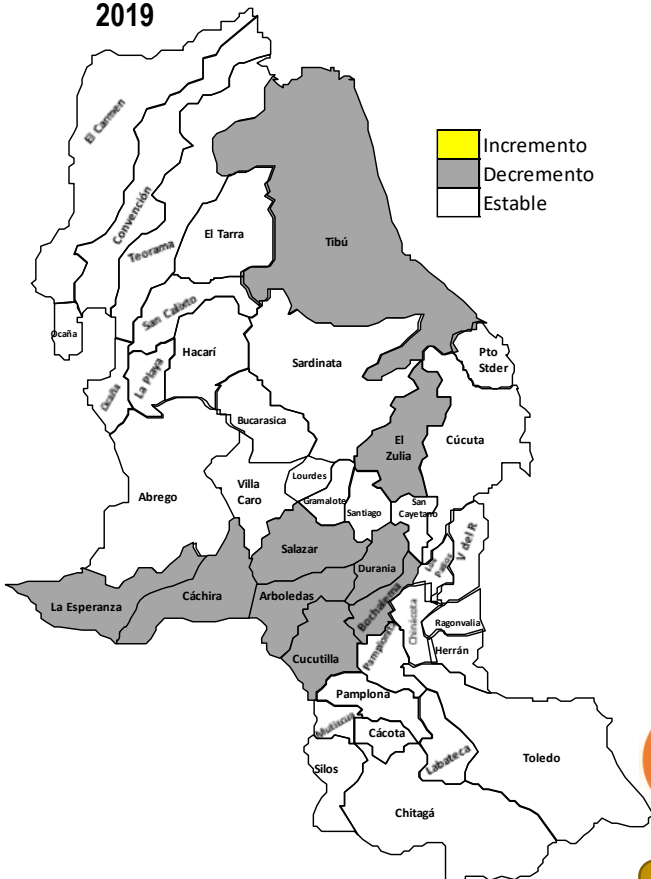 2019
El Carmen
Incremento
Decremento
Estable
Convención
Teorama
El Tarra
Tibú
San Calixto
Ocaña
Hacarí
La Playa
Ocaña
Sardinata
Pto
Stder
Bucarasica
El
Zulia
Cúcuta
Abrego
Villa
Caro
Lourdes
Gramalote
Santiago
San
Cayetano
V del R
Los
Patios
Salazar
Durania
La Esperanza
Cáchira
Arboledas
Bochalema
Chinácota
Ragonvalia
Pamplonita
Herrán
Cucutilla
Pamplona
Mutiscua
Cácota
Labateca
Toledo
Silos
Chitagá